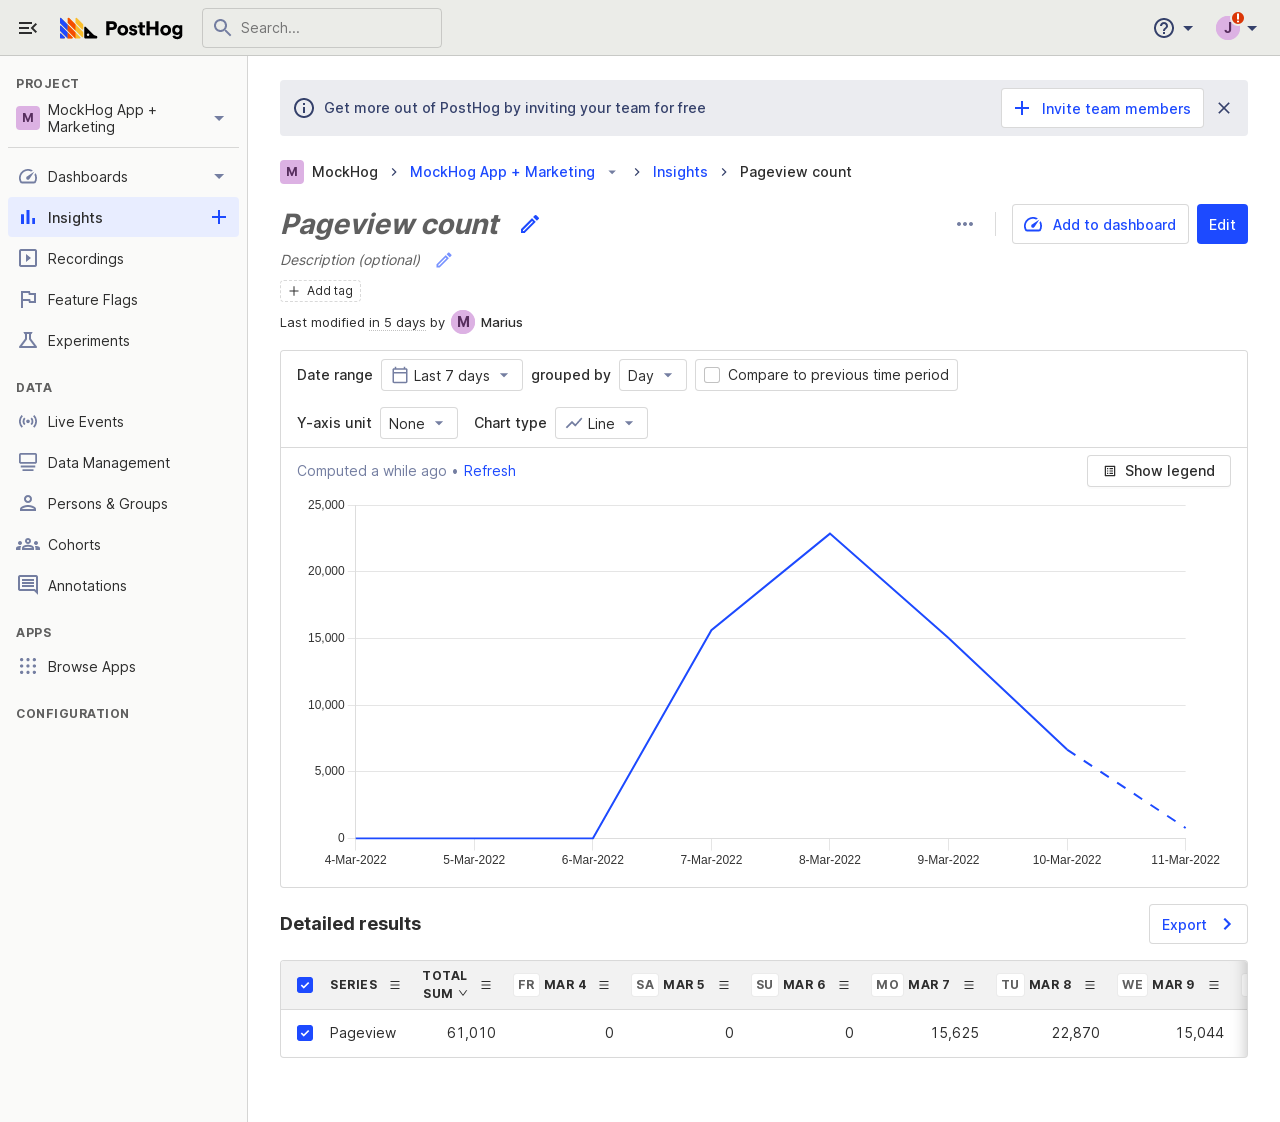 PostHog
Search...
J
PROJECT
M
MockHog App +
Marketing
Dashboards
Insights
Recordings
Feature Flags
Experiments
DATA
Live Events
Data Management
Persons & Groups
Cohorts
Annotations
APPS
Browse Apps
CONFIGURATION
Get more out of PostHog by inviting your team for free
Invite team members
M MockHog > MockHog App + Marketing > Insights > Pageview count
Pageview count
Add to dashboard
Edit
Description (optional)
Add tag
Last modified in 5 days by M Marius
Date range Last 7 days grouped by Day Compare to previous time period
Y-axis unit None Chart type Line
Computed a while ago • Refresh
Show legend
25,000
20,000
15,000
10,000
5,000
0
4-Mar-2022 5-Mar-2022 6-Mar-2022 7-Mar-2022 8-Mar-2022 9-Mar-2022 10-Mar-2022 11-Mar-2022
Detailed results
Export
SERIES TOTAL SUM FR MAR 4 SA MAR 5 SU MAR 6 MO MAR 7 TU MAR 8 WE MAR 9
Pageview 61,010 0 0 0 15,625 22,870 15,044